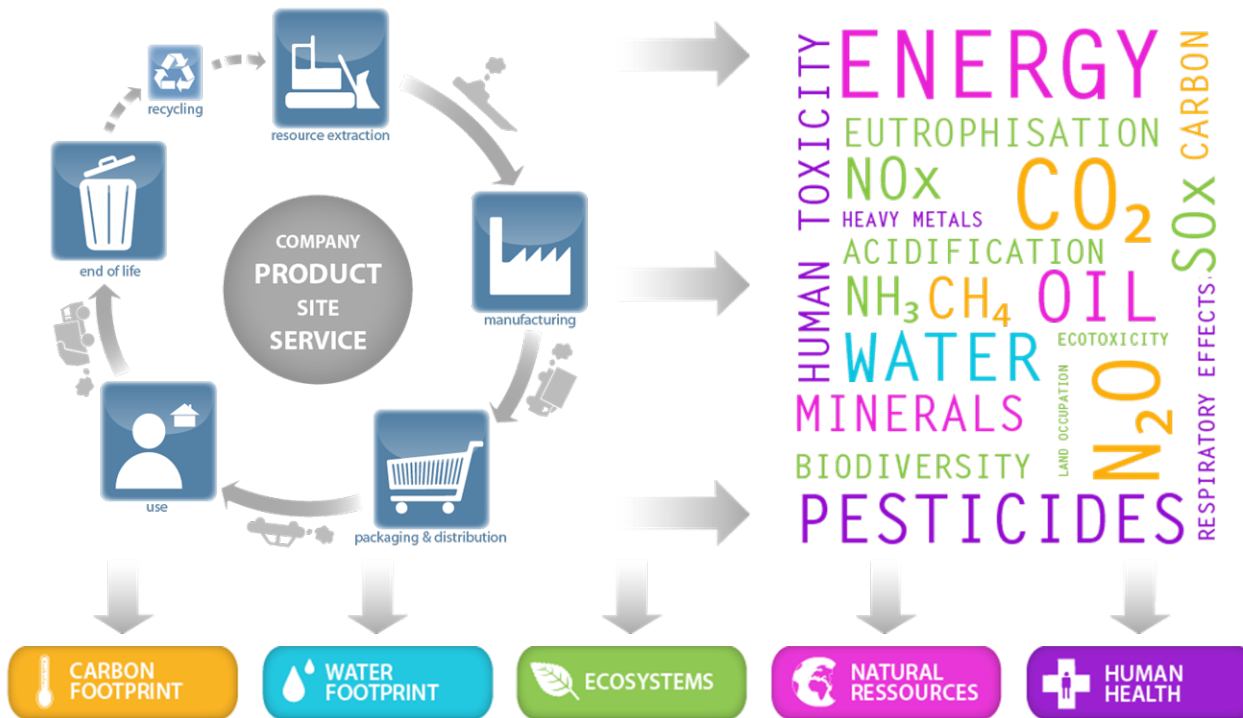 recycling
resource extraction
end of life
manufacturing
use
packaging & distribution
COMPANY
PRODUCT
SITE
SERVICE
HUMAN TOXICITY
ENERGY
CARBON
EUTROPHISATION
NOx
CO₂
SOx
HEAVY METALS
ACIDIFICATION
NH₃
CH₄
OIL
WATER
ECOTOXICITY
MINERALS
LAND OCCUPATION
N₂O
RESPIRATORY EFFECTS.
BIODIVERSITY
PESTICIDES
CARBON
FOOTPRINT
WATER
FOOTPRINT
ECOSYSTEMS
NATURAL
RESSOURCES
HUMAN
HEALTH